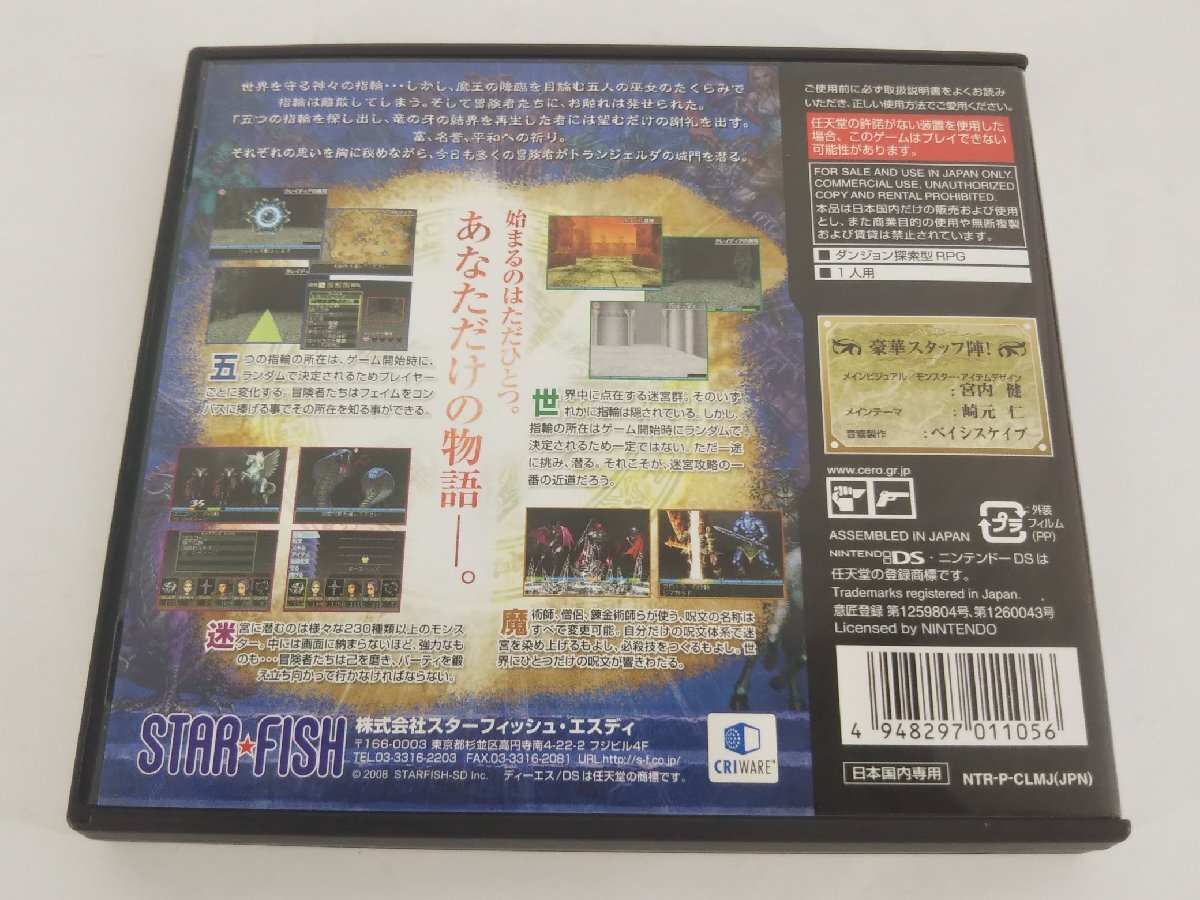 世界を守る神々の指輪･･･しかし、魔王の降臨を目論む五人の巫女のたくらみで
指輪は離散してしまう。そして冒険者たちに、お触れは発せられた。
「五つの指輪を探し出し、竜の牙の結界を再生した者には望むだけの謝礼を出す。
富、名誉、平和への祈り。
それぞれの思いを胸に秘めながら、今日も多くの冒険者がトランジェルダの城門を潜る。
始まるのはただひとつ。
あなただけの物語―。
五つの指輪の所在は、ゲーム開始時に、
ランダムで決定されるためプレイヤー
ごとに変化する。冒険者たちはフェイムをコン
パスに捧げる事でその所在を知る事ができる。
世界中に点在する迷宮群。そのいず
れかに指輪は隠されている。しかし、
指輪の所在はゲーム開始時にランダムで
決定されるため一定ではない。ただ一途
に挑み、潜る。それこそが、迷宮攻略の一
番の近道だろう。
迷宮に潜むのは様々な230種類以上のモンス
ター。中には画面に納まらないほど、強力なも
のも･･･冒険者たちは己を磨き、パーティを鍛
え立ち向かって行かなければならない。
魔術師、僧侶、錬金術師らが使う、呪文の名称は
すべて変更可能。自分だけの呪文体系で迷
宮を染め上げるもよし、必殺技をつくるもよし。世
界にひとつだけの呪文が響きわたる。
STAR★FISH
株式会社スターフィッシュ・エスディ
〒166-0003 東京都杉並区高円寺南4-22-2 フジビル4F
TEL.03-3316-2203 FAX.03-3316-2081 URL.http://s-f.co.jp/
© 2008 STARFISH-SD Inc. ディーエス/DSは任天堂の商標です。
CRIWARE™
ご使用前に必ず取扱説明書をよくお読み
いただき、正しい使用方法でご愛用ください。
任天堂の許諾がない装置を使用した
場合、このゲームはプレイできない
可能性があります。
FOR SALE AND USE IN JAPAN ONLY.
COMMERCIAL USE, UNAUTHORIZED
COPY AND RENTAL PROHIBITED.
本品は日本国内だけの販売および使用
とし、また商業目的の使用や無断複製
および賃貸は禁止されています。
ダンジョン探索型RPG
1人用
豪華スタッフ陣!
メインビジュアル/モンスター・アイテムデザイン
:宮内 健
メインテーマ :崎元 仁
音響製作 :ベイシスケイプ
www.cero.gr.jp
ASSEMBLED IN JAPAN
プラ
:外装
フィルム
(PP)
NINTENDO DS・ニンテンドーDSは
任天堂の登録商標です。
Trademarks registered in Japan.
意匠登録 第1259804号、第1260043号
Licensed by NINTENDO
4 948297 011056
日本国内専用
NTR-P-CLMJ(JPN)